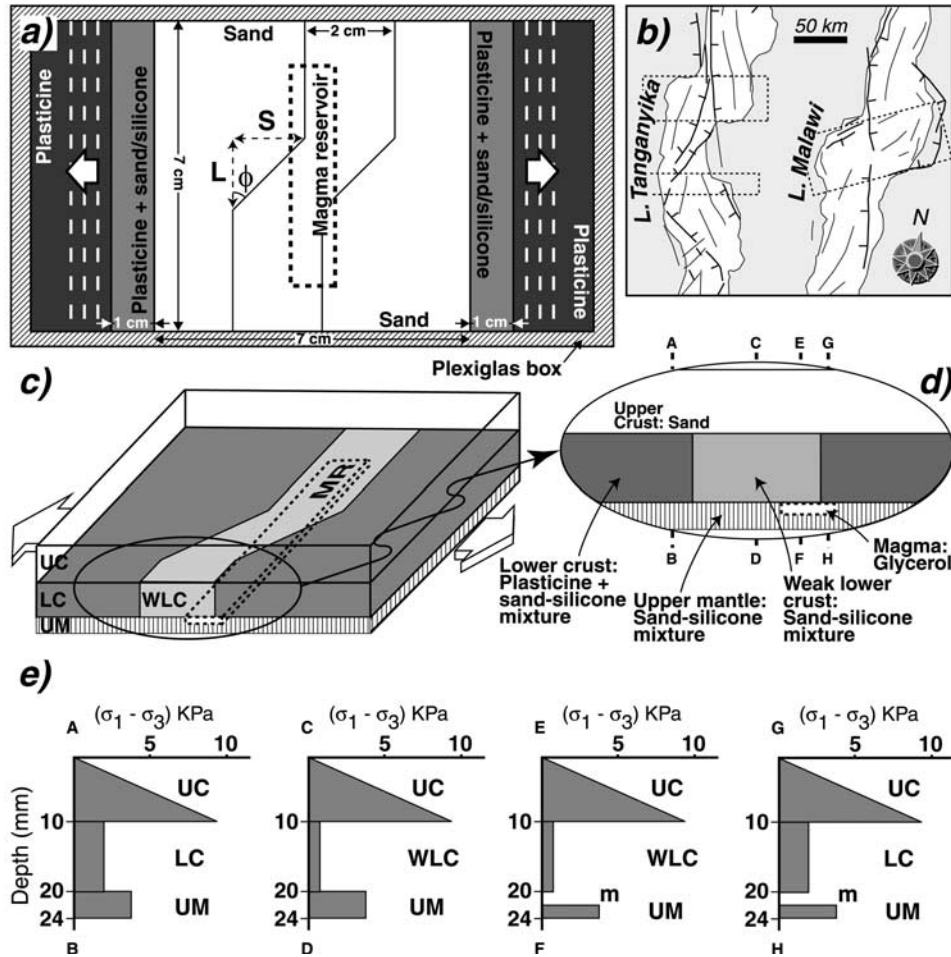 a)
Plasticine
Plasticine + sand/silicone
Sand
2 cm
S
L
ϕ
7 cm
Magma reservoir
Plasticine + sand/silicone
Plasticine
1 cm
Sand
1 cm
7 cm
Plexiglas box
b)
50 km
L. Tanganyika
L. Malawi
N
c)
MR
UC
LC
WLC
UM
d)
A
C
E
G
Upper
Crust: Sand
B
D
F
H
Lower crust:
Plasticine +
sand-silicone
mixture
Upper mantle:
Sand-silicone
mixture
Weak lower
crust:
Sand-silicone
mixture
Magma:
Glycerol
e)
A
(σ1 - σ3) KPa
5
10
UC
10
LC
20
UM
24
Depth (mm)
B
C
(σ1 - σ3) KPa
5
10
UC
10
WLC
20
UM
24
D
E
(σ1 - σ3) KPa
5
10
UC
10
WLC
20
m
UM
24
F
G
(σ1 - σ3) KPa
5
10
UC
10
LC
20
m
UM
24
H